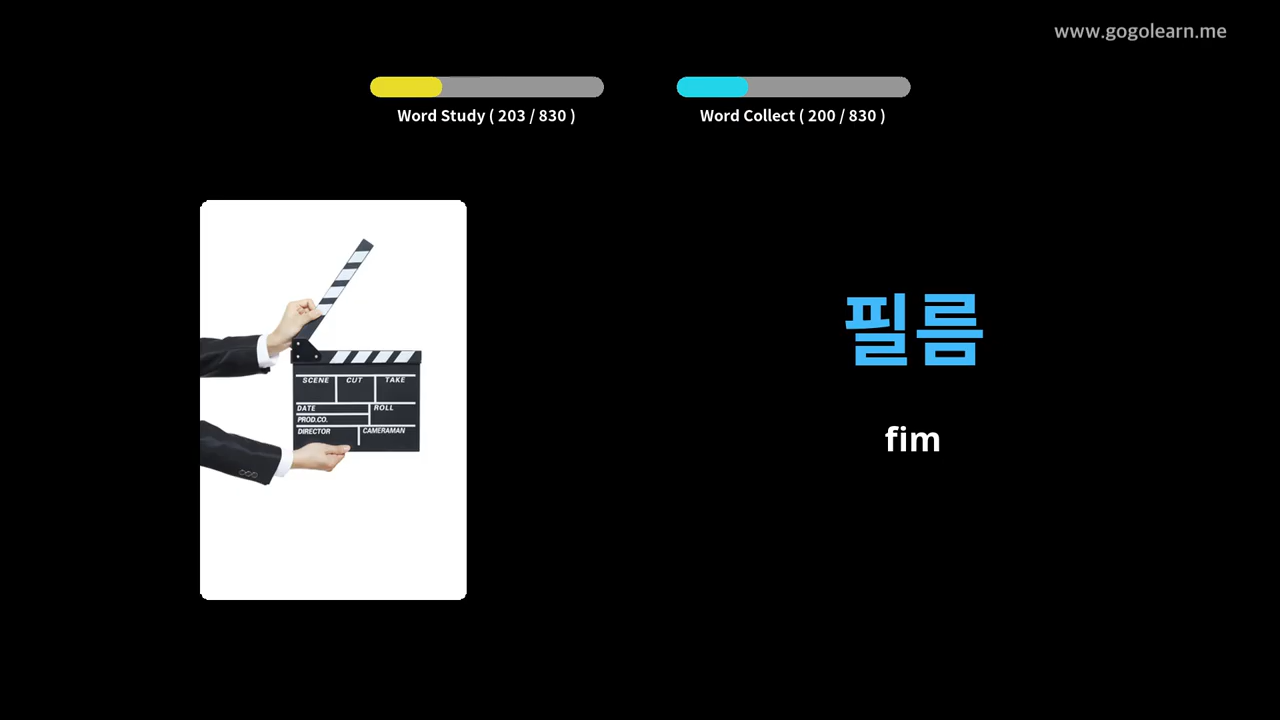 www.gogolearn.me
Word Study ( 203 / 830 )
Word Collect ( 200 / 830 )
SCENE
CUT
TAKE
DATE
ROLL
PROD.CO.
DIRECTOR
CAMERAMAN
필름
fim